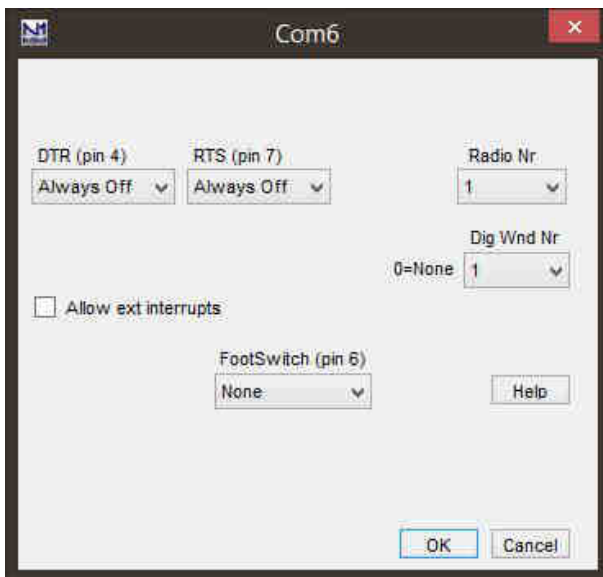 Com6
DTR (pin 4) RTS (pin 7) Radio Nr
Always Off Always Off 1
Dig Wnd Nr
0=None 1
Allow ext interrupts
FootSwitch (pin 6)
None Help
OK Cancel